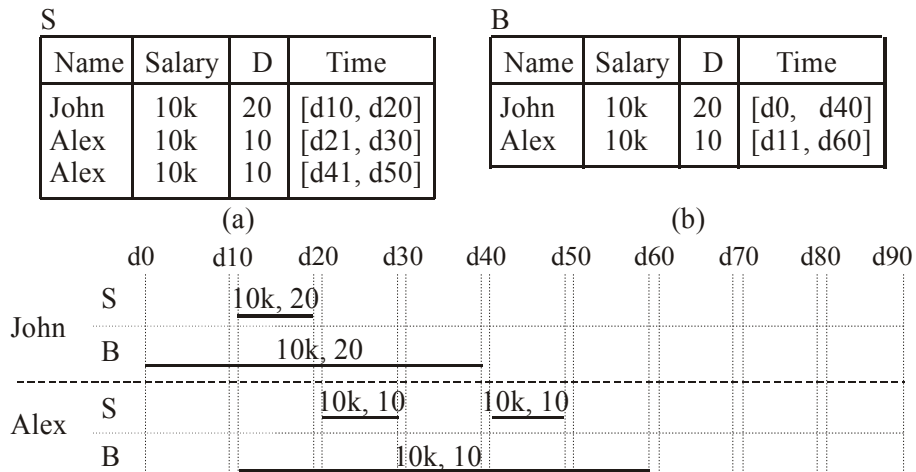 S
Name Salary D Time
John 10k 20 [d10, d20]
Alex 10k 10 [d21, d30]
Alex 10k 10 [d41, d50]
(a)
B
Name Salary D Time
John 10k 20 [d0, d40]
Alex 10k 10 [d11, d60]
(b)
d0 d10 d20 d30 d40 d50 d60 d70 d80 d90
John
S 10k, 20
B 10k, 20
Alex
S 10k, 10 10k, 10
B 10k, 10